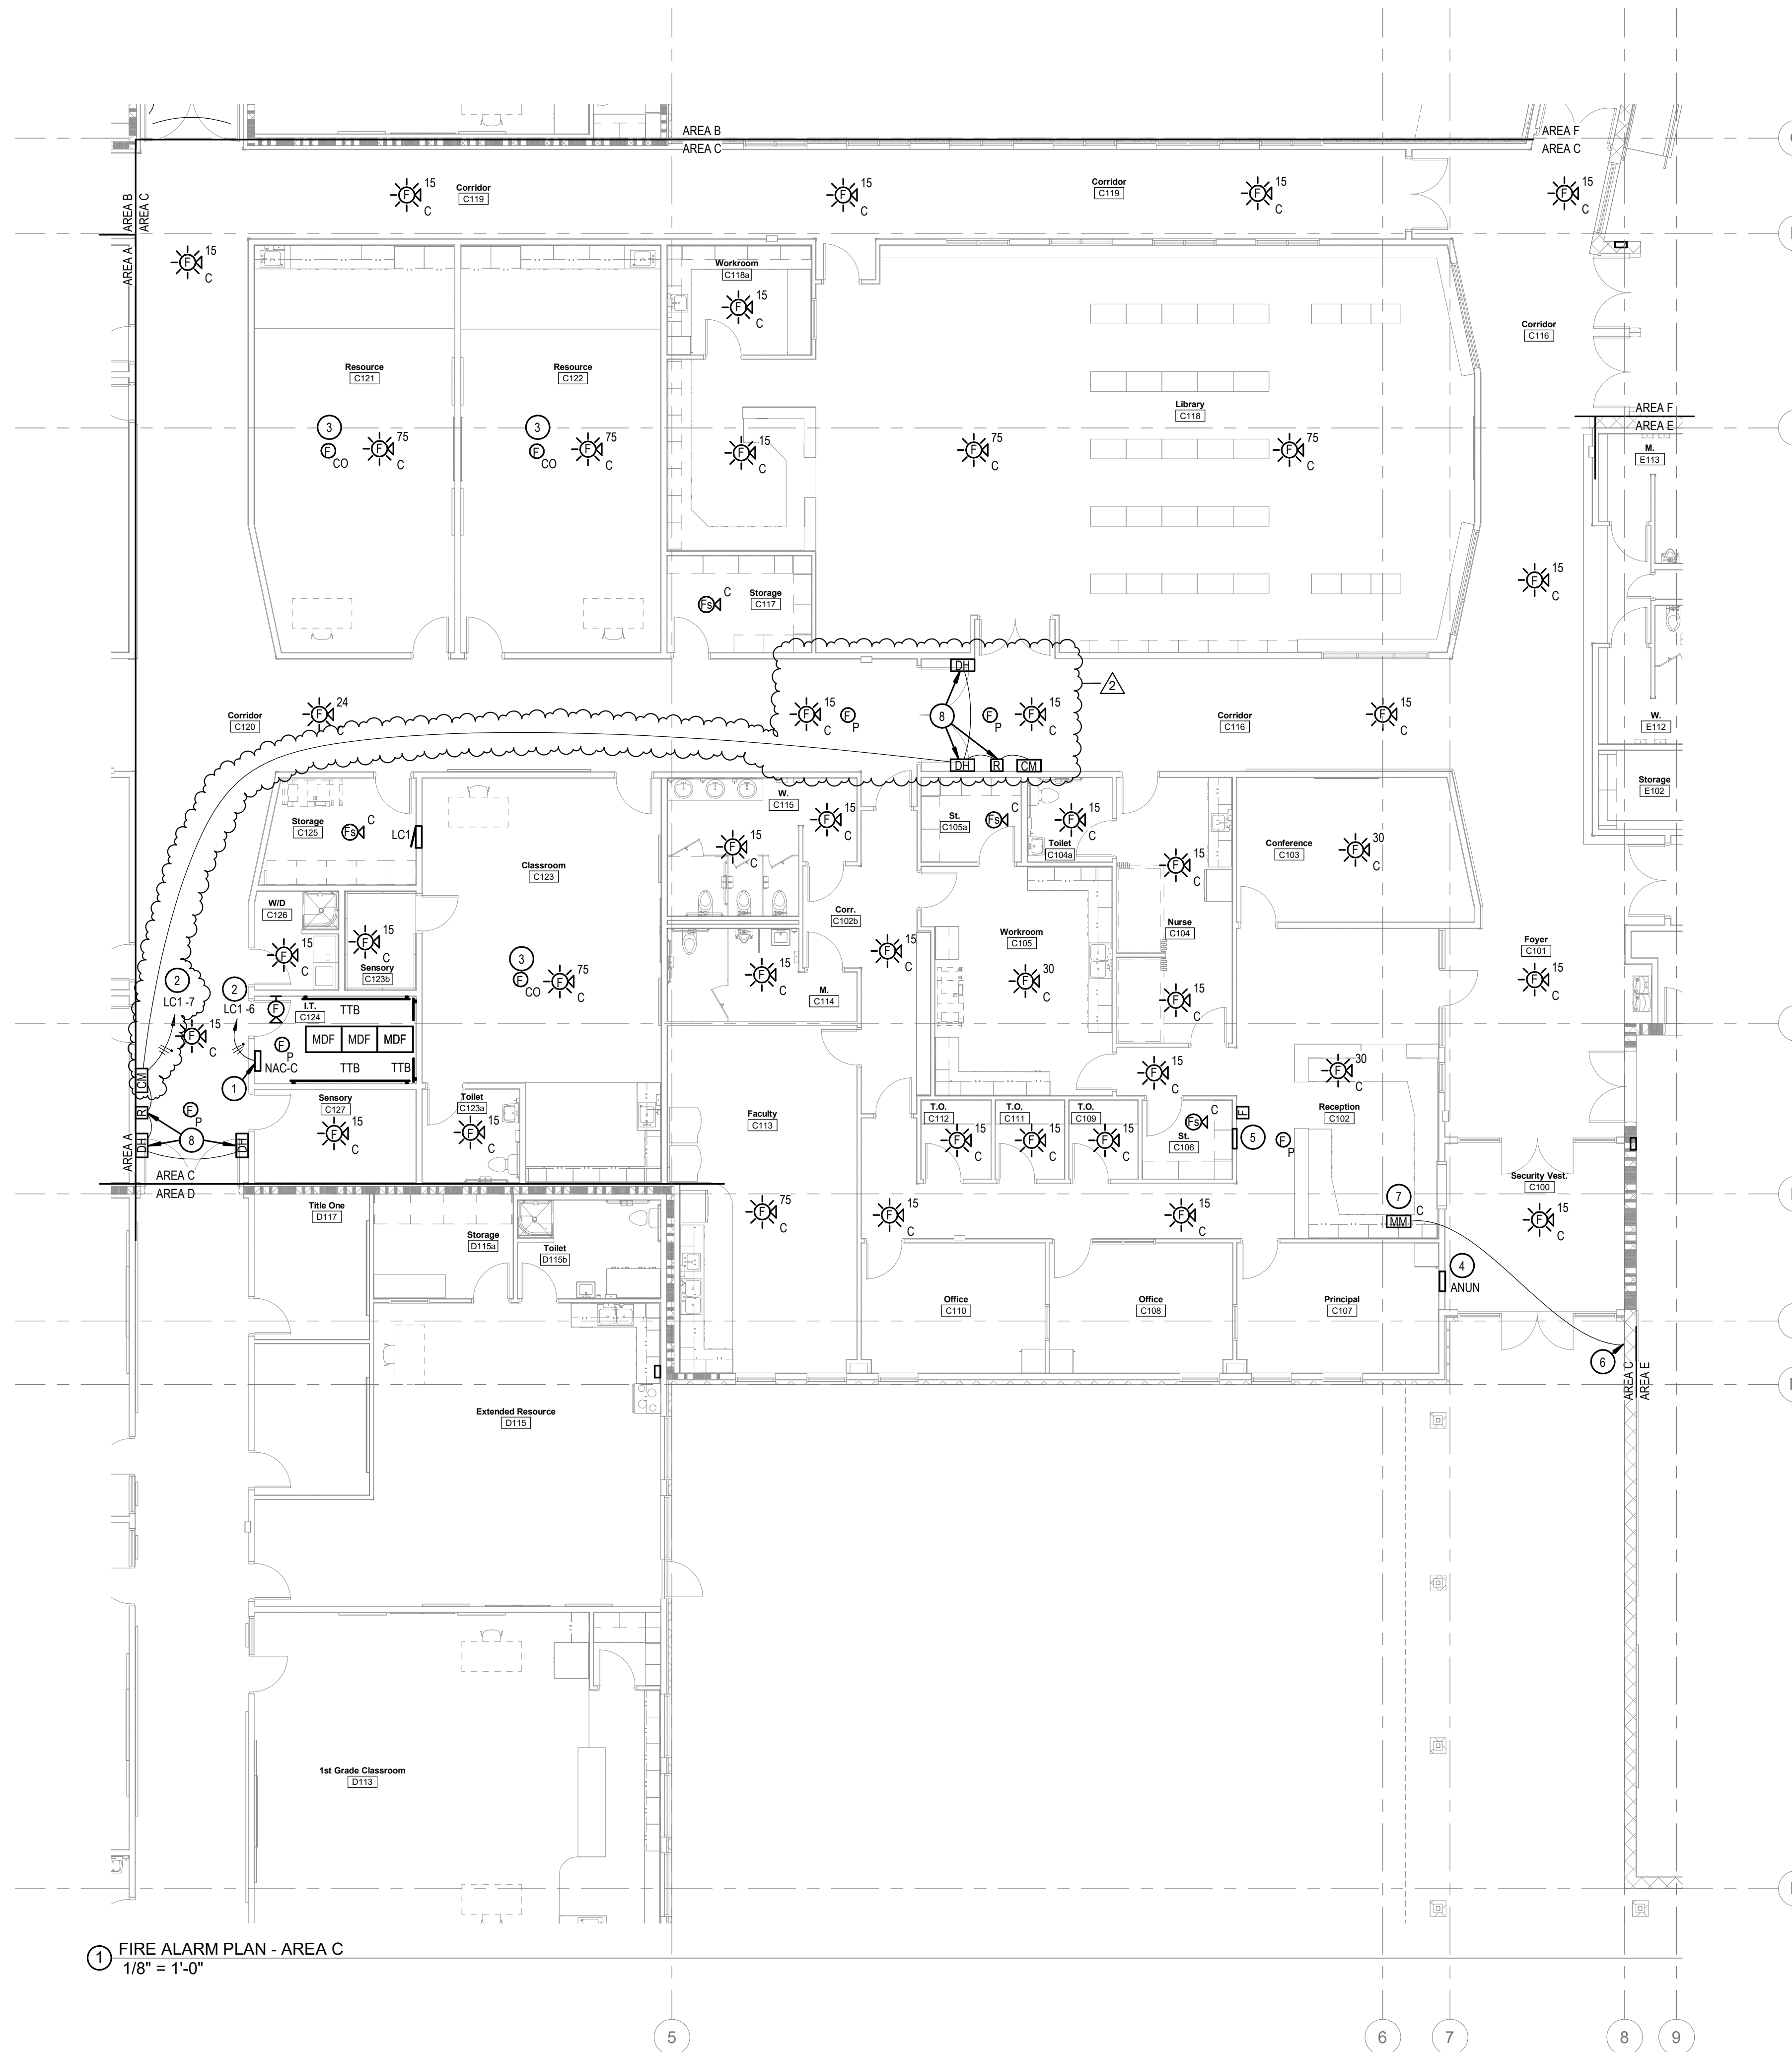 AREA B
AREA C
AREA F
AREA C
AREA B
AREA C
AREA A
F 15
C
Corridor
C119
F 15
C
Corridor
C119
F 15
C
F 15
C
F 15
C
Workroom
C118a
F 15
C
Corridor
C116
Resource
C121
Resource
C122
Library
C118
AREA F
AREA E
3
F
CO
F 75
C
3
F
CO
F 75
C
F 15
C
F 75
C
F 75
C
M.
E113
F 15
C
Fs C
Storage
C117
DH
2
Corridor
C120
F 24
C
F 15
C
F
P
8
F
P
F 15
C
Corridor
C116
F 15
C
W.
E112
DH
R
CM
Storage
E102
Storage
C125
Fs C
LC1
Classroom
C123
W.
C115
F 15
C
F 15
C
St.
C105a
Fs C
F 15
C
Toilet
C104a
F 15
C
Conference
C103
F 30
C
W/D
C126
F 15
C
F 15
C
Sensory
C123b
Corr.
C102b
F 15
C
Workroom
C105
F 30
C
Nurse
C104
F 15
C
Foyer
C101
F 15
C
3
F
CO
F 75
C
F 15
C
M.
C114
2
LC1 -7
2
LC1 -6
F
I.T.
C124
TTB
MDF
MDF
MDF
TTB
TTB
F 15
C
F
P
NAC-C
1
CM
R
F
P
DH
8
DH
Sensory
C127
F 15
C
Toilet
C123a
F 15
C
Faculty
C113
F 15
C
F 30
C
Reception
C102
T.O.
C112
F 15
C
T.O.
C111
F 15
C
T.O.
C109
F 15
C
Fs C
St.
C106
F
5
F
P
AREA A
AREA C
AREA D
Title One
D117
Storage
D115a
Toilet
D115b
F 75
C
F 15
C
F 15
C
7
MM
C
Security Vest.
C100
F 15
C
4
ANUN
Office
C110
Office
C108
Principal
C107
6
AREA C
AREA E
Extended Resource
D115
1st Grade Classroom
D113
1
FIRE ALARM PLAN - AREA C
1/8" = 1'-0"
5
6
7
8
9